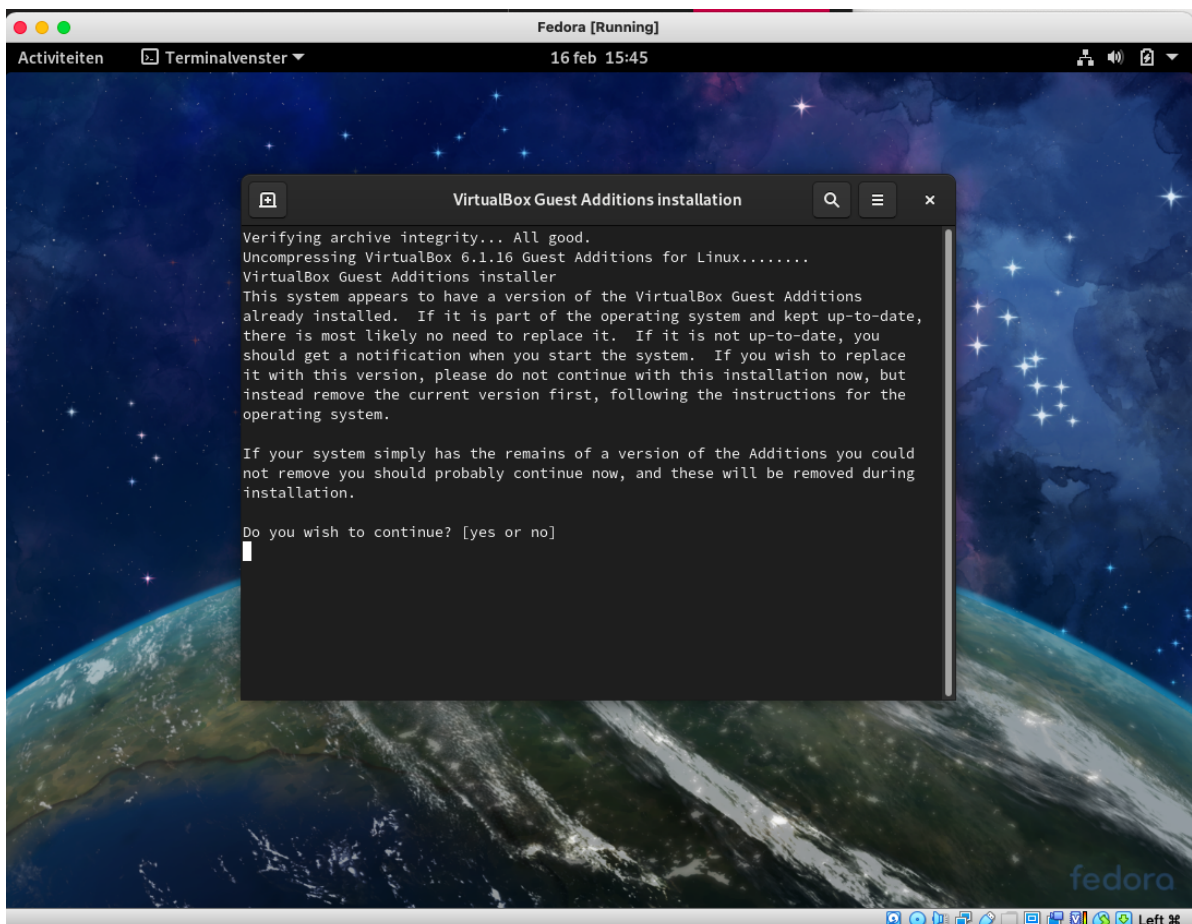 Fedora [Running]
Activiteiten Terminalvenster 16 feb 15:45
VirtualBox Guest Additions installation
Verifying archive integrity... All good.
Uncompressing VirtualBox 6.1.16 Guest Additions for Linux........
VirtualBox Guest Additions installer
This system appears to have a version of the VirtualBox Guest Additions
already installed.  If it is part of the operating system and kept up-to-date,
there is most likely no need to replace it.  If it is not up-to-date, you
should get a notification when you start the system.  If you wish to replace
it with this version, please do not continue with this installation now, but
instead remove the current version first, following the instructions for the
operating system.
If your system simply has the remains of a version of the Additions you could
not remove you should probably continue now, and these will be removed during
installation.
Do you wish to continue? [yes or no]
fedora
Left ⌘